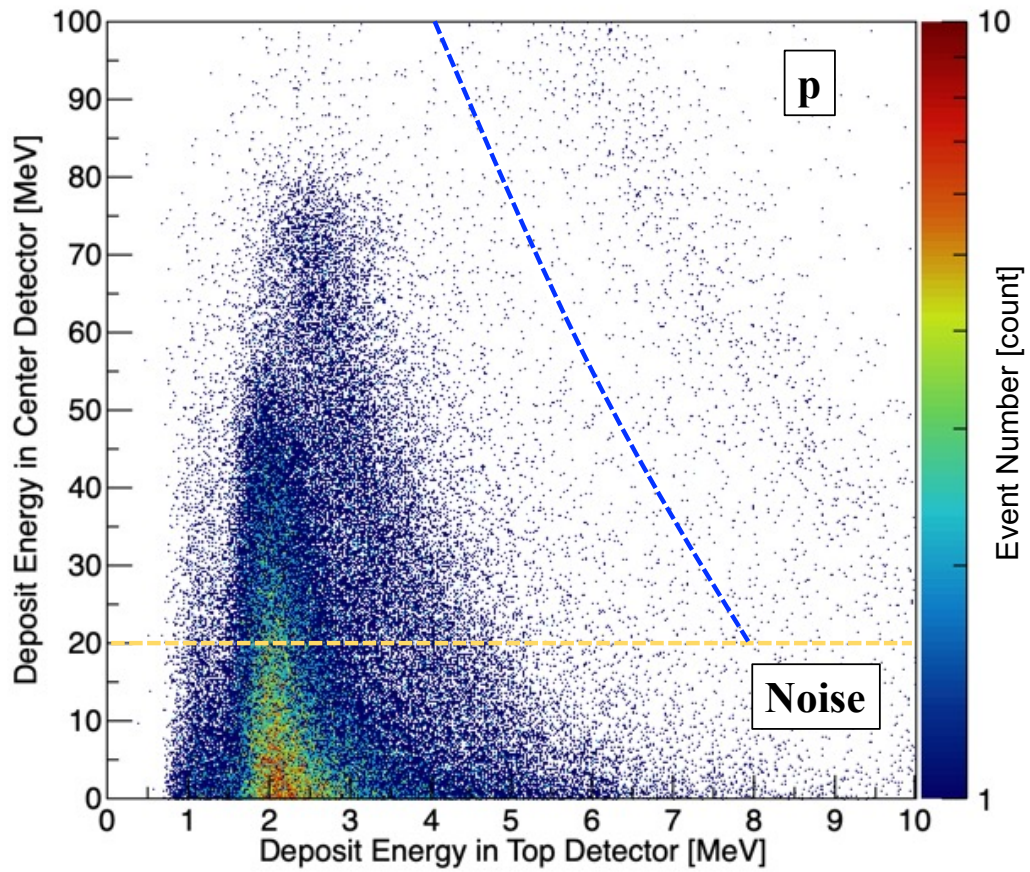 100
90
80
70
60
50
40
30
20
10
0
Deposit Energy in Center Detector [MeV]
p
Noise
0 1 2 3 4 5 6 7 8 9 10
Deposit Energy in Top Detector [MeV]
10
1
Event Number [count]